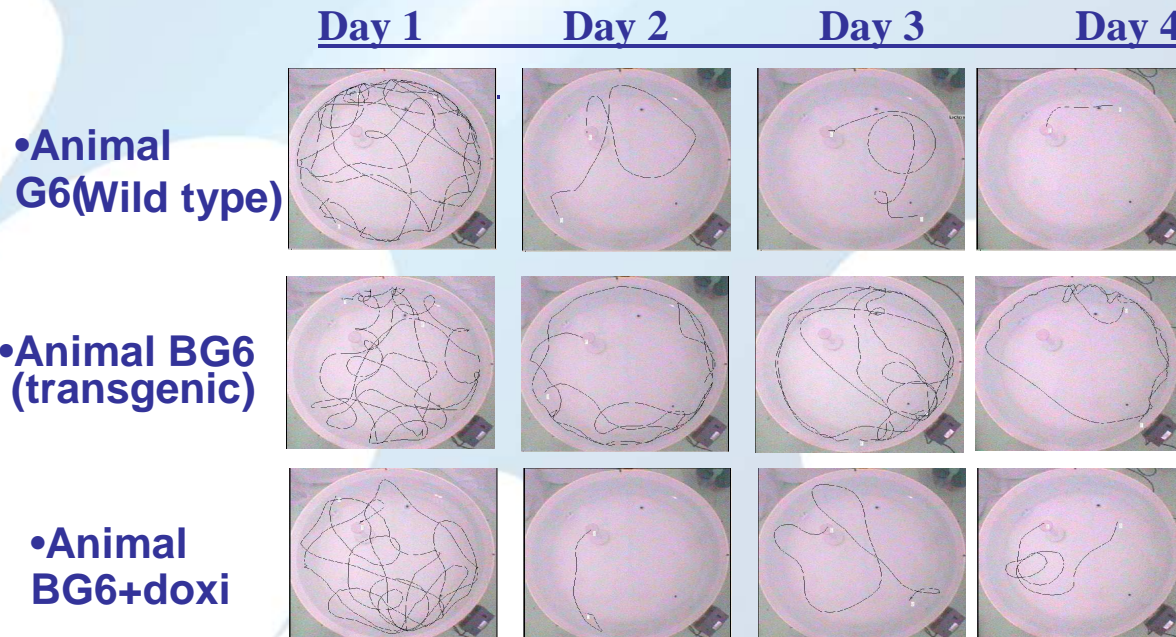 Day 1 Day 2 Day 3 Day 4
•Animal
G6(Wild type)
•Animal BG6
(transgenic)
•Animal
BG6+doxi